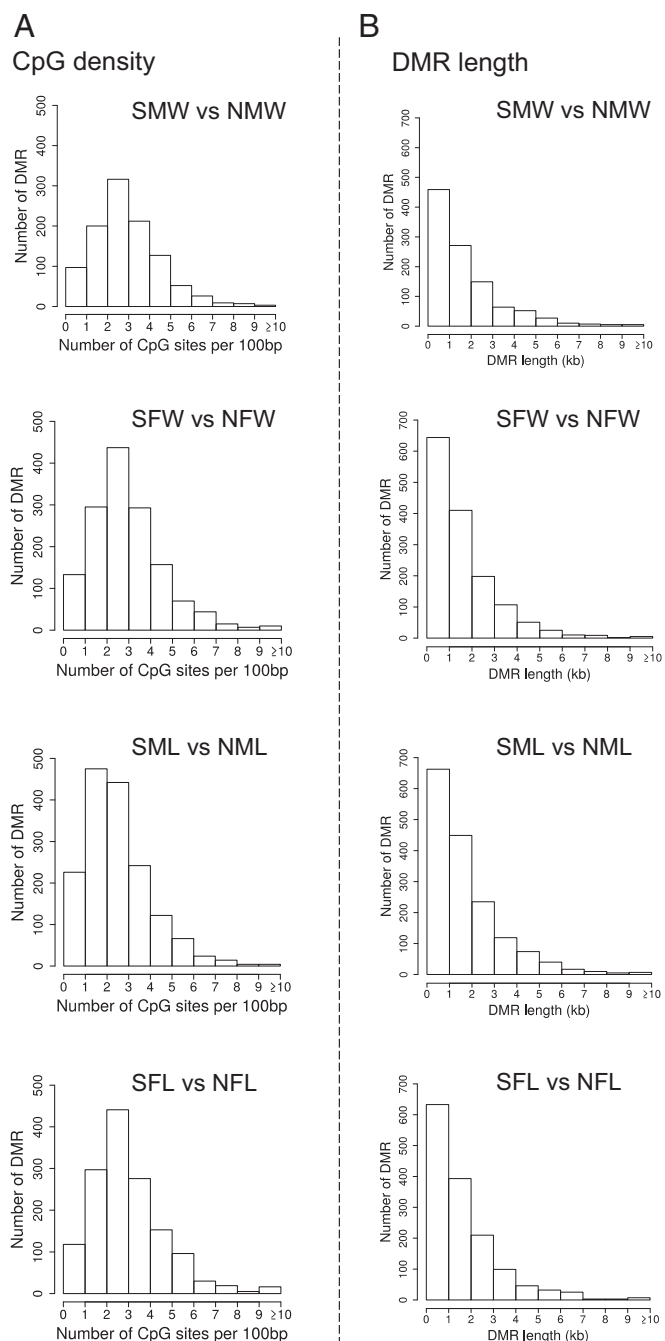 A
CpG density
SMW vs NMW
Number of DMR
0 100 200 300 400 500
0 1 2 3 4 5 6 7 8 9 ≥10
Number of CpG sites per 100bp
SFW vs NFW
Number of DMR
0 100 200 300 400 500
0 1 2 3 4 5 6 7 8 9 ≥10
Number of CpG sites per 100bp
SML vs NML
Number of DMR
0 100 200 300 400 500
0 1 2 3 4 5 6 7 8 9 ≥10
Number of CpG sites per 100bp
SFL vs NFL
Number of DMR
0 100 200 300 400 500
0 1 2 3 4 5 6 7 8 9 ≥10
Number of CpG sites per 100bp
B
DMR length
SMW vs NMW
Number of DMR
0 100 200 300 400 500 600 700
0 1 2 3 4 5 6 7 8 9 ≥10
DMR length (kb)
SFW vs NFW
Number of DMR
0 100 200 300 400 500 600 700
0 1 2 3 4 5 6 7 8 9 ≥10
DMR length (kb)
SML vs NML
Number of DMR
0 100 200 300 400 500 600 700
0 1 2 3 4 5 6 7 8 9 ≥10
DMR length (kb)
SFL vs NFL
Number of DMR
0 100 200 300 400 500 600 700
0 1 2 3 4 5 6 7 8 9 ≥10
DMR length (kb)